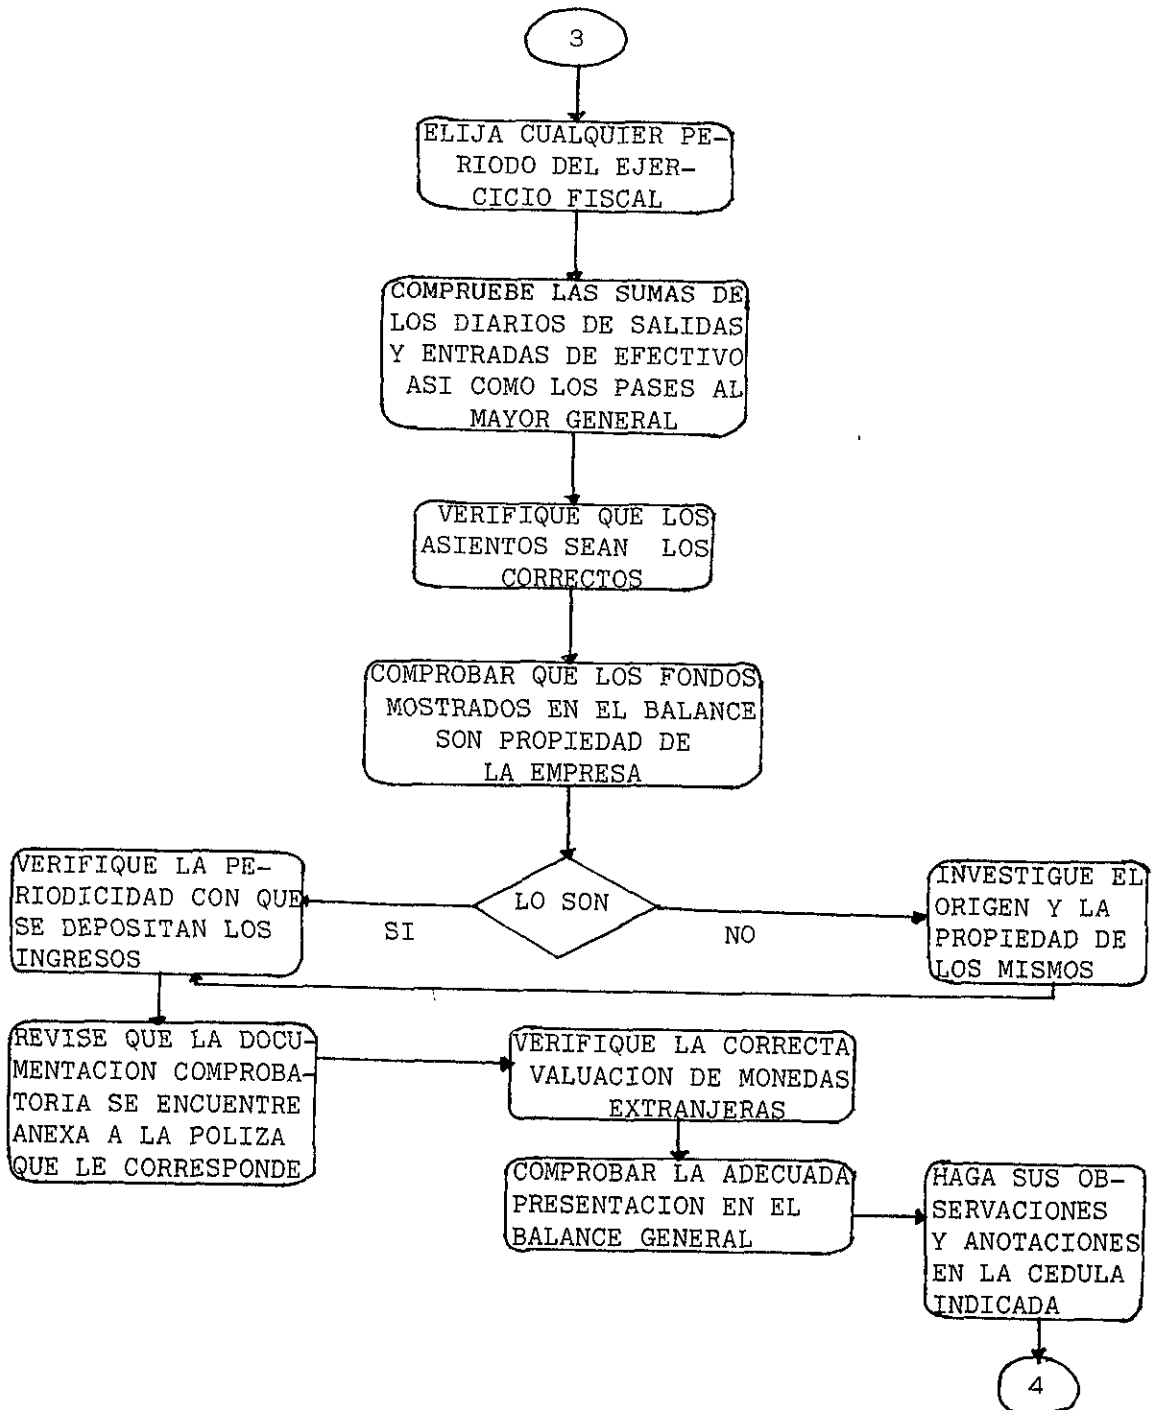 3
ELIJA CUALQUIER PE-
RIODO DEL EJER-
CICIO FISCAL
COMPRUEBE LAS SUMAS DE
LOS DIARIOS DE SALIDAS
Y ENTRADAS DE EFECTIVO
ASI COMO LOS PASES AL
MAYOR GENERAL
VERIFIQUE QUE LOS
ASIENTOS SEAN LOS
CORRECTOS
COMPROBAR QUE LOS FONDOS
MOSTRADOS EN EL BALANCE
SON PROPIEDAD DE
LA EMPRESA
LO SON
SI
NO
VERIFIQUE LA PE-
RIODICIDAD CON QUE
SE DEPOSITAN LOS
INGRESOS
INVESTIGUE EL
ORIGEN Y LA
PROPIEDAD DE
LOS MISMOS
REVISE QUE LA DOCU-
MENTACION COMPROBA-
TORIA SE ENCUENTRE
ANEXA A LA POLIZA
QUE LE CORRESPONDE
VERIFIQUE LA CORRECTA
VALUACION DE MONEDAS
EXTRANJERAS
COMPROBAR LA ADECUADA
PRESENTACION EN EL
BALANCE GENERAL
HAGA SUS OB-
SERVACIONES
Y ANOTACIONES
EN LA CEDULA
INDICADA
4